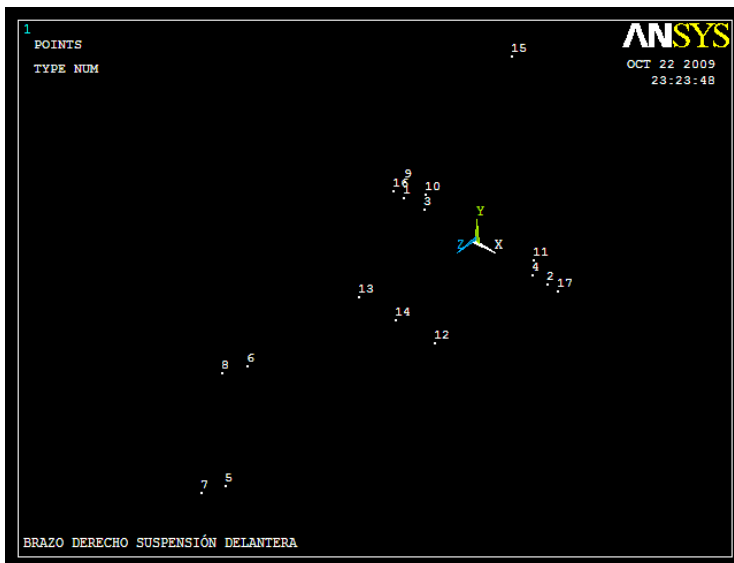 1
POINTS
TYPE NUM
ANSYS
OCT 22 2009
23:23:48
15
9
16
1
10
3
Y
Z
X
11
4
2
17
13
14
12
8
6
7
5
BRAZO DERECHO SUSPENSIÓN DELANTERA